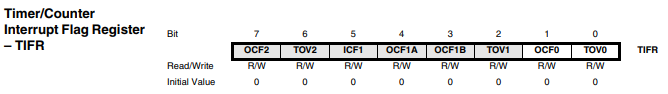 Timer/Counter
Interrupt Flag Register
– TIFR
Bit 7 6 5 4 3 2 1 0
OCF2 TOV2 ICF1 OCF1A OCF1B TOV1 OCF0 TOV0 TIFR
Read/Write R/W R/W R/W R/W R/W R/W R/W R/W
Initial Value 0 0 0 0 0 0 0 0